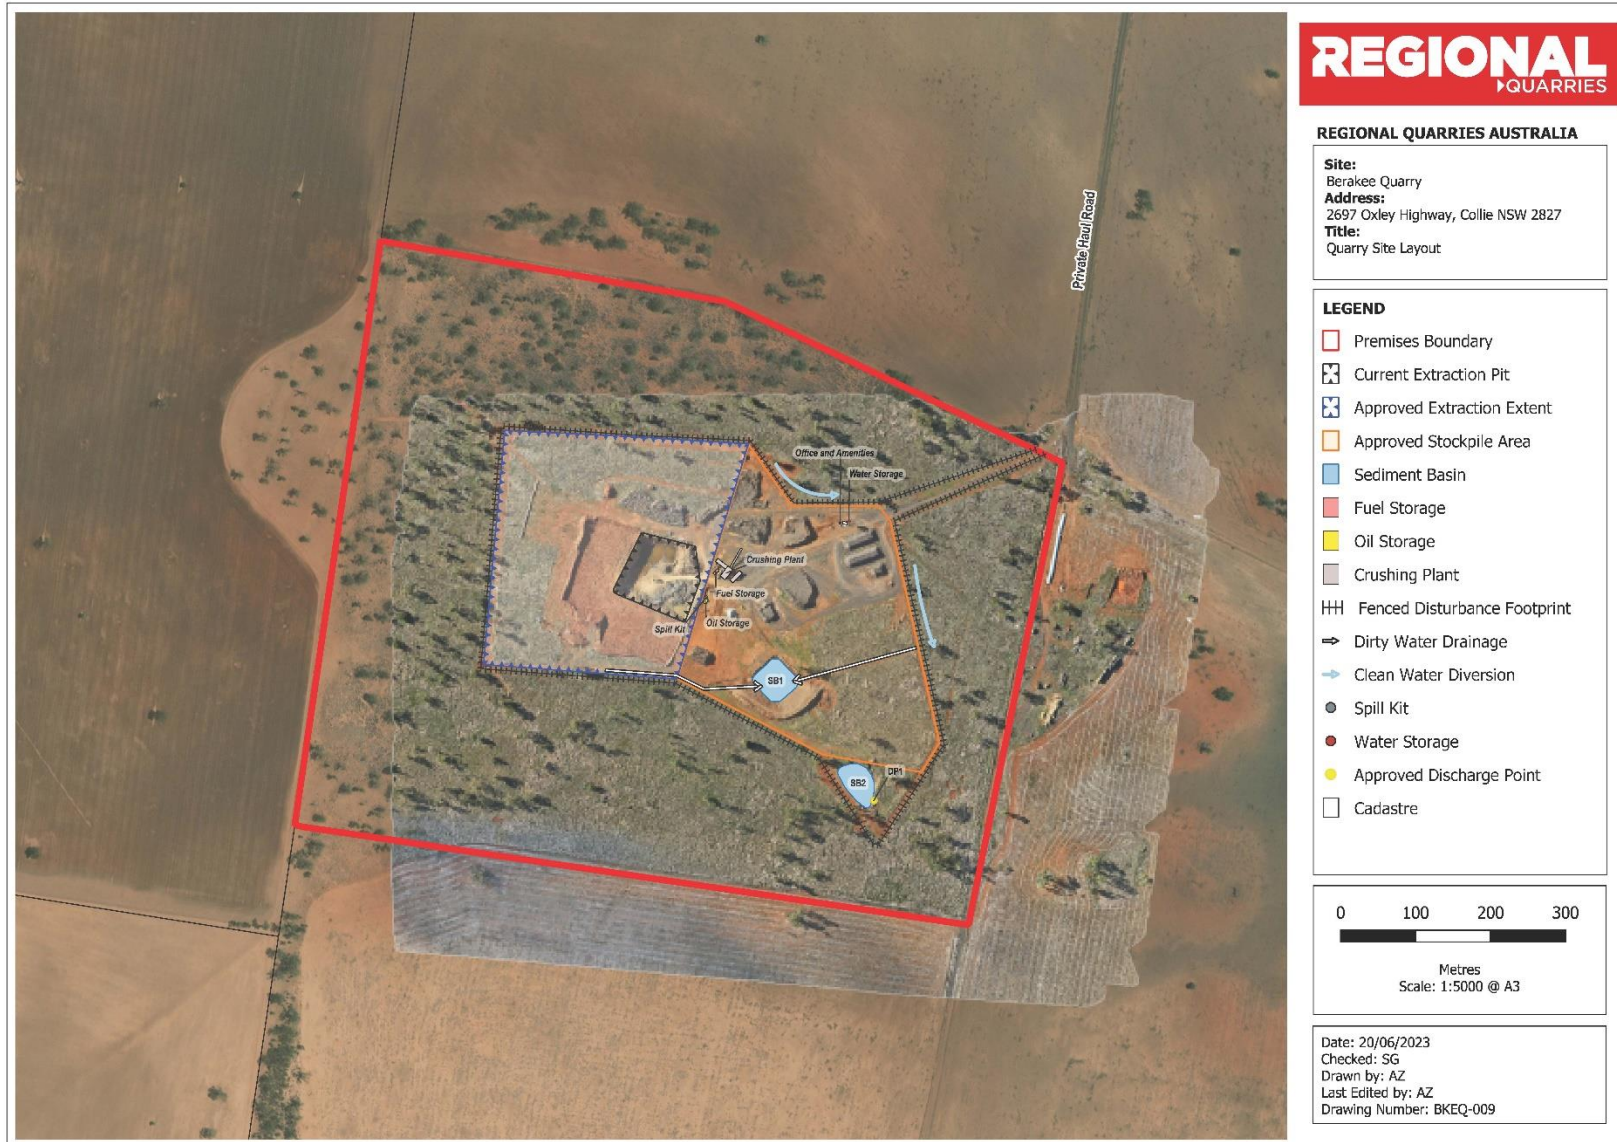 REGIONAL
QUARRIES
REGIONAL QUARRIES AUSTRALIA
Site:
Berakee Quarry
Address:
2697 Oxley Highway, Collie NSW 2827
Title:
Quarry Site Layout
LEGEND
Premises Boundary
Current Extraction Pit
Approved Extraction Extent
Approved Stockpile Area
Sediment Basin
Fuel Storage
Oil Storage
Crushing Plant
Fenced Disturbance Footprint
Dirty Water Drainage
Clean Water Diversion
Spill Kit
Water Storage
Approved Discharge Point
Cadastre
0 100 200 300
Metres
Scale: 1:5000 @ A3
Date: 20/06/2023
Checked: SG
Drawn by: AZ
Last Edited by: AZ
Drawing Number: BKEQ-009
Private Haul Road
Office and Amenities
Water Storage
Crushing Plant
Fuel Storage
Oil Storage
Spill Kit
SB1
SB2
DP1